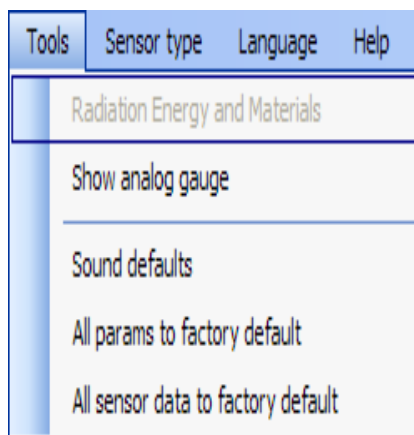 Tools Sensor type Language Help
Radiation Energy and Materials
Show analog gauge
Sound defaults
All params to factory default
All sensor data to factory default